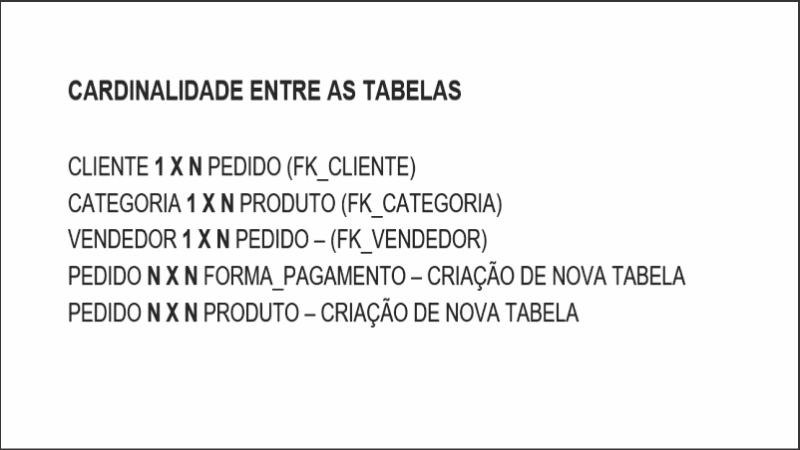 CARDINALIDADE ENTRE AS TABELAS
CLIENTE 1 X N PEDIDO (FK_CLIENTE)
CATEGORIA 1 X N PRODUTO (FK_CATEGORIA)
VENDEDOR 1 X N PEDIDO – (FK_VENDEDOR)
PEDIDO N X N FORMA_PAGAMENTO – CRIAÇÃO DE NOVA TABELA
PEDIDO N X N PRODUTO – CRIAÇÃO DE NOVA TABELA